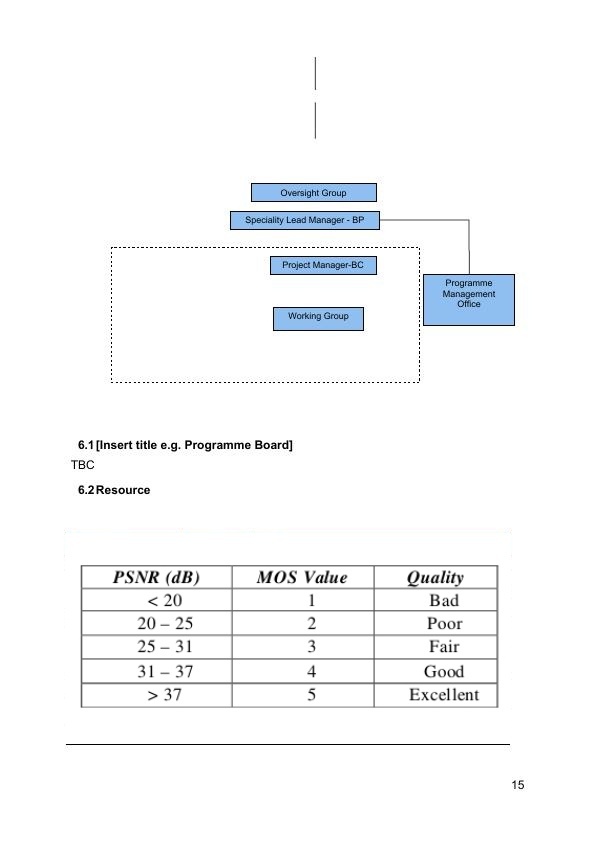 Oversight Group
Speciality Lead Manager - BP
Project Manager-BC
Programme
Management
Office
Working Group
6.1[Insert title e.g. Programme Board]
TBC
6.2Resource
PSNR (dB) MOS Value Quality
< 20 1 Bad
20 – 25 2 Poor
25 – 31 3 Fair
31 – 37 4 Good
> 37 5 Excellent
15